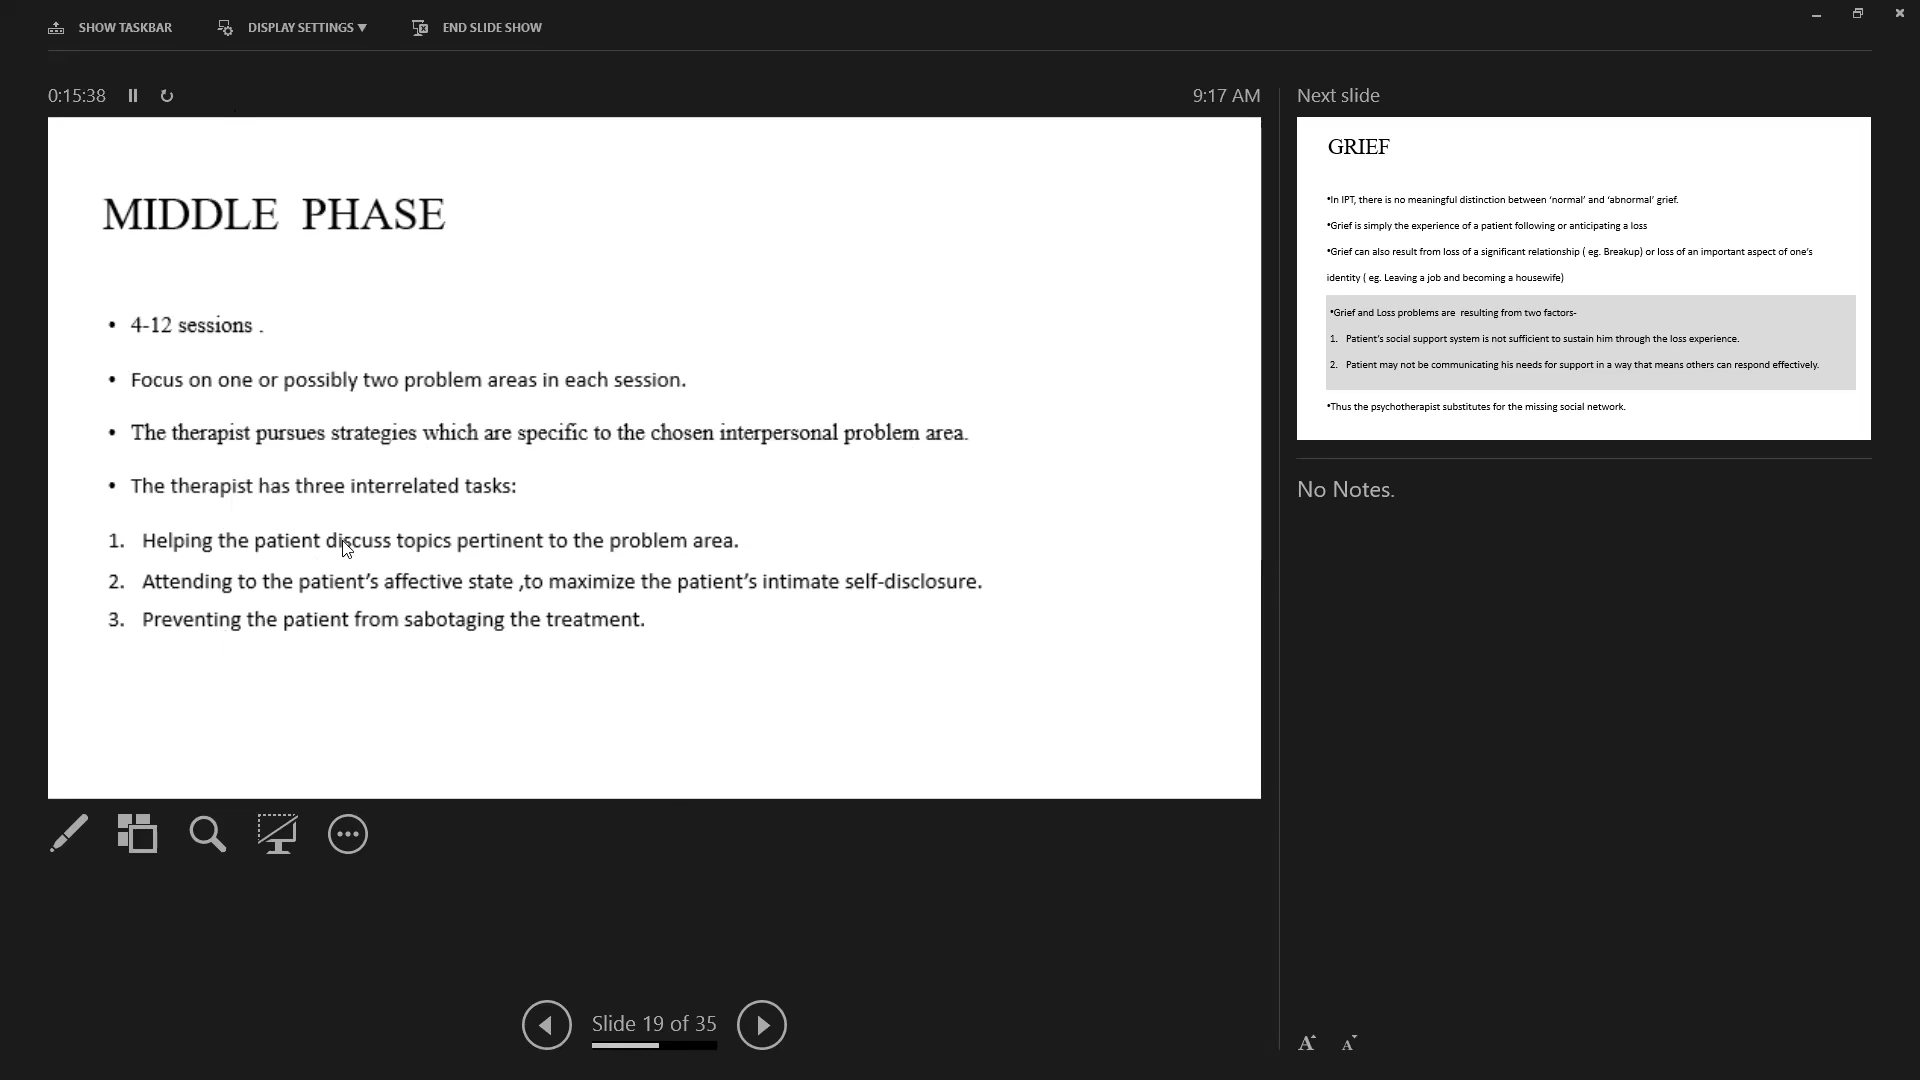 SHOW TASKBAR DISPLAY SETTINGS ▼ END SLIDE SHOW
0:15:38 9:17 AM
MIDDLE PHASE
• 4-12 sessions .
• Focus on one or possibly two problem areas in each session.
• The therapist pursues strategies which are specific to the chosen interpersonal problem area.
• The therapist has three interrelated tasks:
1. Helping the patient discuss topics pertinent to the problem area.
2. Attending to the patient’s affective state ,to maximize the patient’s intimate self-disclosure.
3. Preventing the patient from sabotaging the treatment.
Slide 19 of 35
Next slide
GRIEF
•In IPT, there is no meaningful distinction between ‘normal’ and ‘abnormal’ grief.
•Grief is simply the experience of a patient following or anticipating a loss
•Grief can also result from loss of a significant relationship ( eg. Breakup) or loss of an important aspect of one’s
identity ( eg. Leaving a job and becoming a housewife)
•Grief and Loss problems are resulting from two factors-
1. Patient’s social support system is not sufficient to sustain him through the loss experience.
2. Patient may not be communicating his needs for support in a way that means others can respond effectively.
•Thus the psychotherapist substitutes for the missing social network.
No Notes.
A A